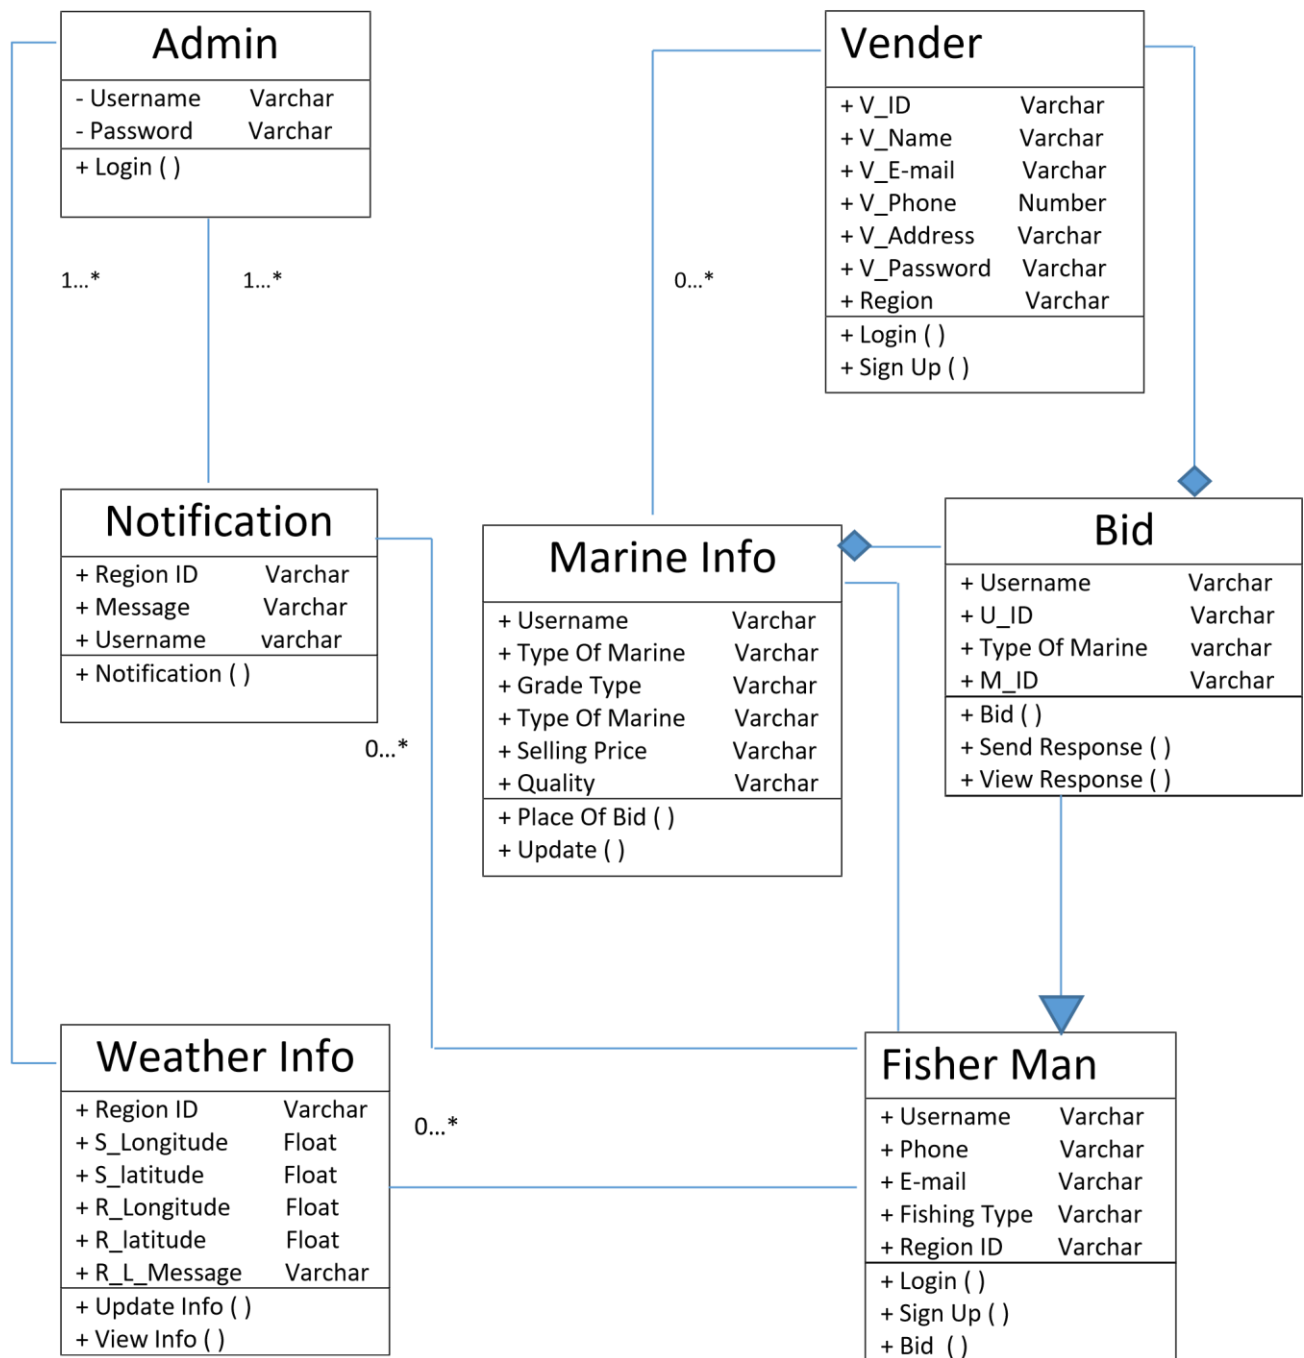 Admin
- Username Varchar
- Password Varchar
+ Login ( )
1...*
1...*
Vender
+ V_ID Varchar
+ V_Name Varchar
+ V_E-mail Varchar
+ V_Phone Number
+ V_Address Varchar
+ V_Password Varchar
+ Region Varchar
+ Login ( )
+ Sign Up ( )
0...*
Notification
+ Region ID Varchar
+ Message Varchar
+ Username varchar
+ Notification ( )
0...*
Marine Info
+ Username Varchar
+ Type Of Marine Varchar
+ Grade Type Varchar
+ Type Of Marine Varchar
+ Selling Price Varchar
+ Quality Varchar
+ Place Of Bid ( )
+ Update ( )
Bid
+ Username Varchar
+ U_ID Varchar
+ Type Of Marine varchar
+ M_ID Varchar
+ Bid ( )
+ Send Response ( )
+ View Response ( )
Weather Info
+ Region ID Varchar
+ S_Longitude Float
+ S_latitude Float
+ R_Longitude Float
+ R_latitude Float
+ R_L_Message Varchar
+ Update Info ( )
+ View Info ( )
0...*
Fisher Man
+ Username Varchar
+ Phone Varchar
+ E-mail Varchar
+ Fishing Type Varchar
+ Region ID Varchar
+ Login ( )
+ Sign Up ( )
+ Bid ( )